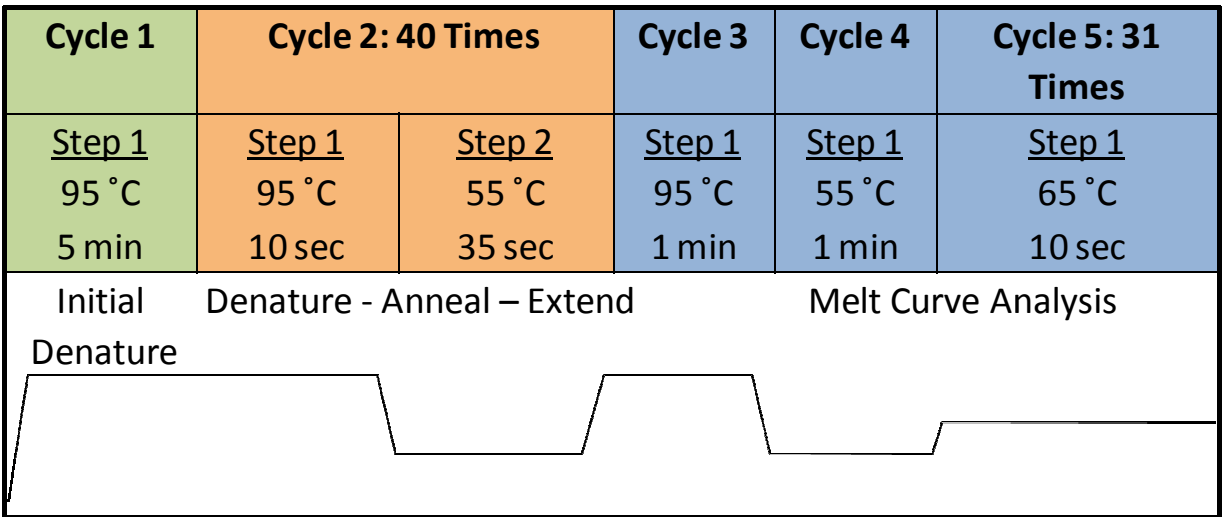 Cycle 1
Cycle 2: 40 Times
Cycle 3
Cycle 4
Cycle 5: 31
Times
Step 1
95 ˚C
5 min
Step 1
95 ˚C
10 sec
Step 2
55 ˚C
35 sec
Step 1
95 ˚C
1 min
Step 1
55 ˚C
1 min
Step 1
65 ˚C
10 sec
Initial
Denature
Denature - Anneal – Extend
Melt Curve Analysis